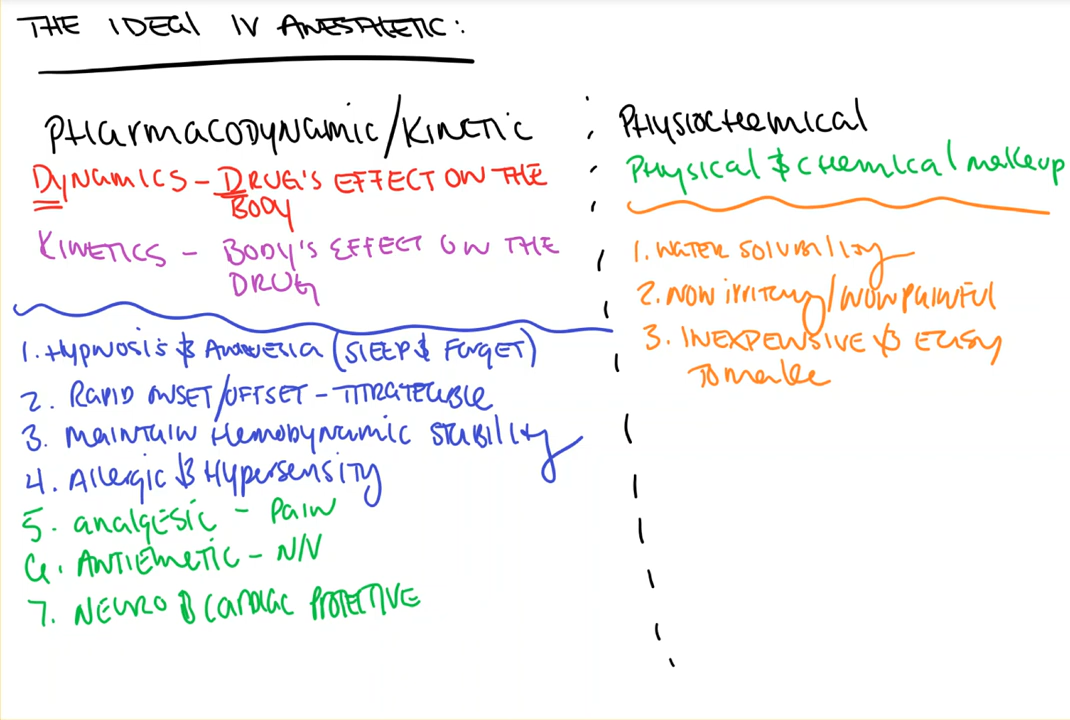 THE IDEAL IV ANESTHETIC:
PHARMACODYNAMIC/KINETIC
DYNAMICS - DRUG'S EFFECT ON THE
BODY
KINETICS - BODY'S EFFECT ON THE
DRUG
1. HYPNOSIS & AMNESIA (SLEEP & FORGET)
2. RAPID ONSET/OFFSET - TITRATEABLE
3. MAINTAIN HEMODYNAMIC STABILITY
4. ALLERGIC & HYPERSENSITY
5. ANALGESIC - PAIN
6. ANTIEMETIC - N/V
7. NEURO & CARDIAC PROTECTIVE
PHYSIOCHEMICAL
PHYSICAL & CHEMICAL MAKEUP
1. WATER SOLUBILITY
2. NON IRRITATING/NONPAINFUL
3. INEXPENSIVE & EASY
TO MAKE